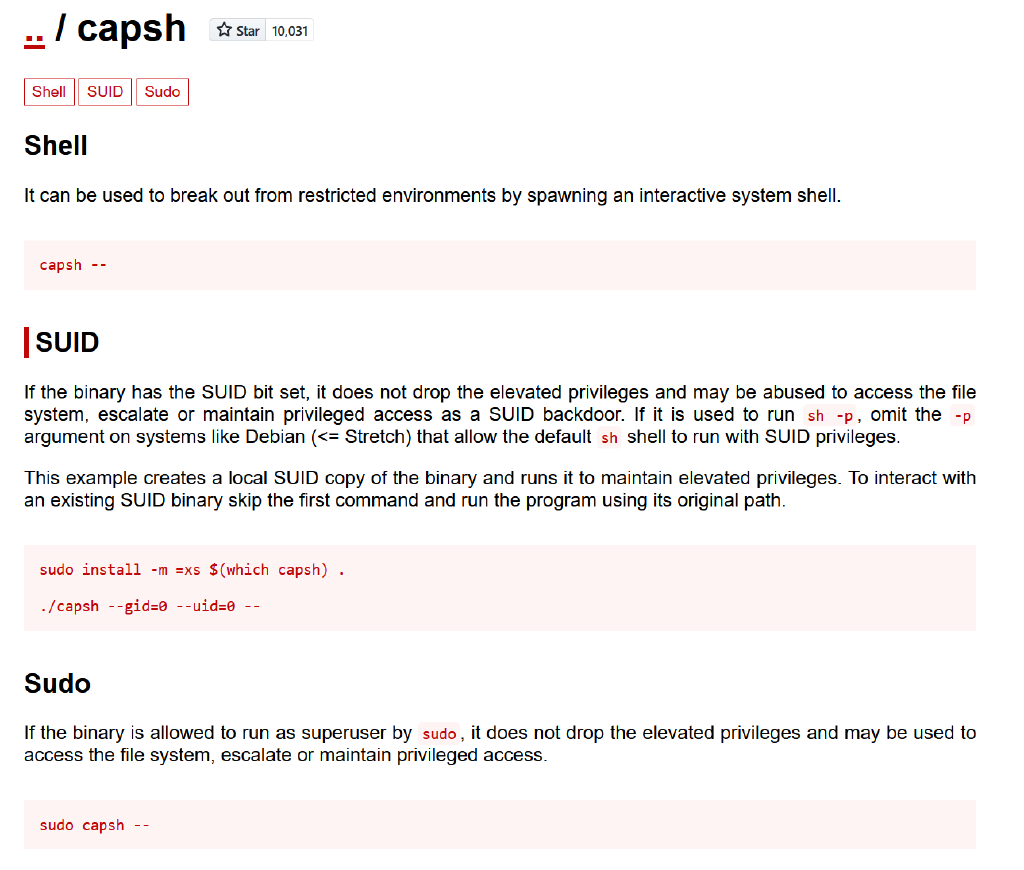 .. / capsh Star 10,031
Shell SUID Sudo
Shell
It can be used to break out from restricted environments by spawning an interactive system shell.
capsh --
SUID
If the binary has the SUID bit set, it does not drop the elevated privileges and may be abused to access the file
system, escalate or maintain privileged access as a SUID backdoor. If it is used to run sh -p, omit the -p
argument on systems like Debian (<= Stretch) that allow the default sh shell to run with SUID privileges.
This example creates a local SUID copy of the binary and runs it to maintain elevated privileges. To interact with
an existing SUID binary skip the first command and run the program using its original path.
sudo install -m =xs $(which capsh) .
./capsh --gid=0 --uid=0 --
Sudo
If the binary is allowed to run as superuser by sudo, it does not drop the elevated privileges and may be used to
access the file system, escalate or maintain privileged access.
sudo capsh --